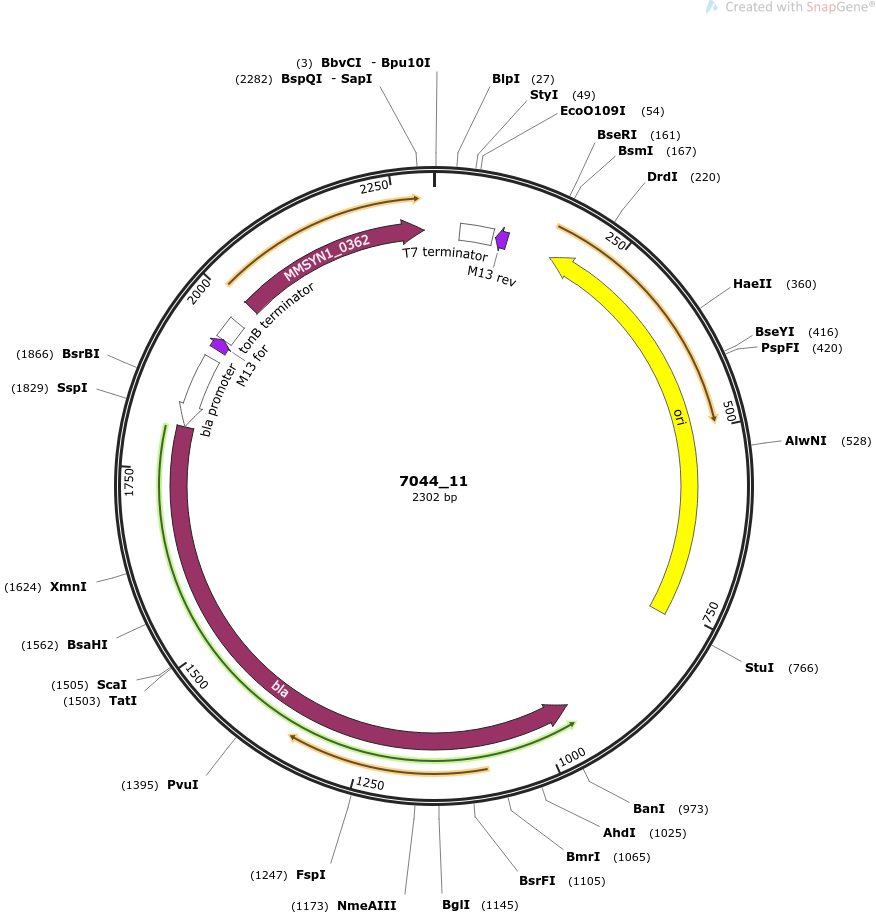 Created with SnapGene®
(3) BbvCI - Bpu10I
(2282) BspQI - SapI
BlpI (27)
StyI (49)
EcoO109I (54)
BseRI (161)
BsmI (167)
DrdI (220)
HaeII (360)
BseYI (416)
PspFI (420)
AlwNI (528)
StuI (766)
BanI (973)
AhdI (1025)
BmrI (1065)
BsrFI (1105)
BglI (1145)
(1173) NmeAIII
(1247) FspI
(1395) PvuI
(1503) TatI
(1505) ScaI
(1562) BsaHI
(1624) XmnI
(1829) SspI
(1866) BsrBI
250
500
750
1000
1250
1500
1750
2000
2250
MMSYN1_0362
T7 terminator
M13 rev
ori
tonB terminator
M13 for
bla promoter
bla
7044_11
2302 bp